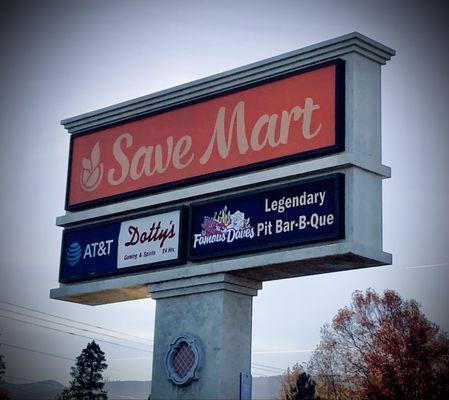 Save Mart
AT&T
Dotty's
Gaming & Spirits 24 Hrs.
Famous Dave's
Legendary
Pit Bar-B-Que